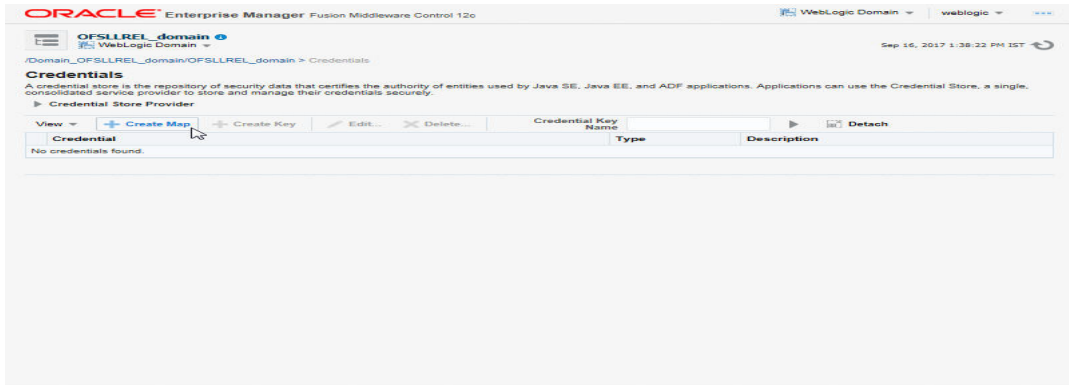 ORACLE Enterprise Manager Fusion Middleware Control 12c
WebLogic Domain
weblogic
OFSLLREL_domain
WebLogic Domain
Sep 16, 2017 1:38:22 PM IST
/Domain_OFSLLREL_domain/OFSLLREL_domain > Credentials
Credentials
A credential store is the repository of security data that certifies the authority of entities used by Java SE, Java EE, and ADF applications. Applications can use the Credential Store, a single,
consolidated service provider to store and manage their credentials securely.
Credential Store Provider
View
Create Map
Create Key
Edit...
Delete...
Credential Key
Name
Detach
Credential
Type
Description
No credentials found.